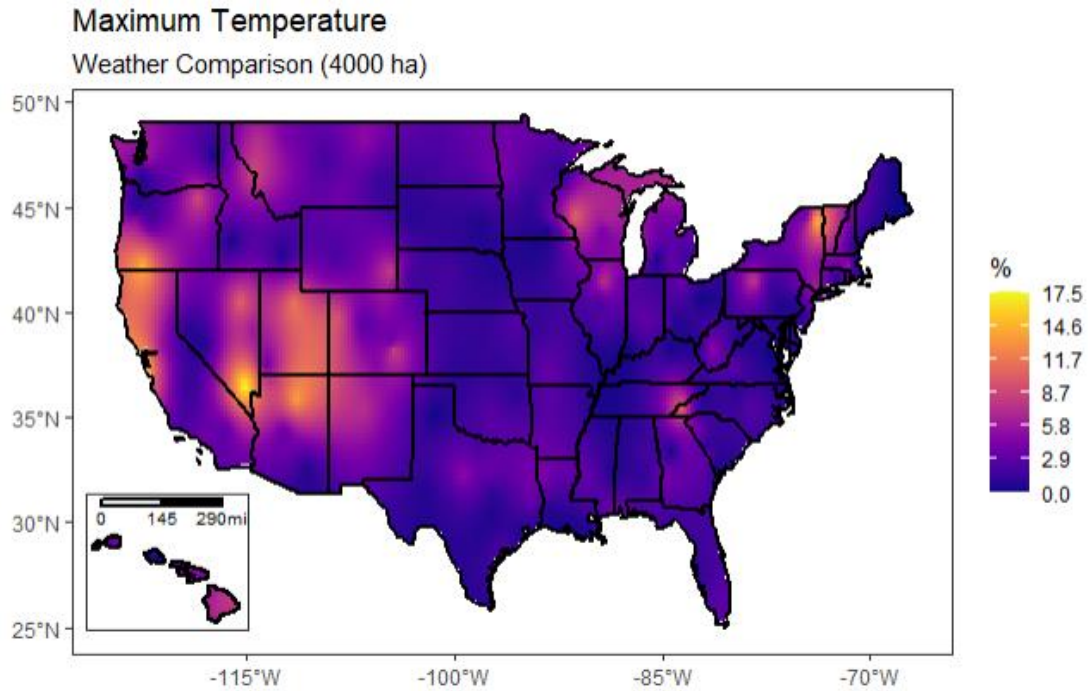 Maximum Temperature
Weather Comparison (4000 ha)
50°N
45°N
40°N
35°N
30°N
25°N
0 145 290mi
-115°W -100°W -85°W -70°W
%
17.5
14.6
11.7
8.7
5.8
2.9
0.0